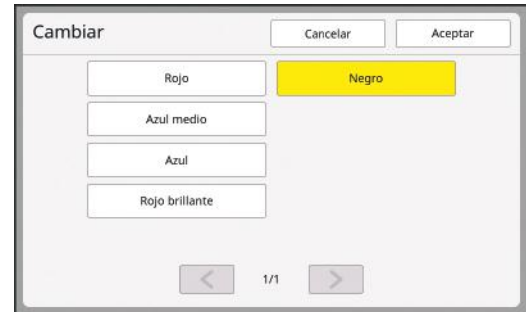 Cambiar
Cancelar
Aceptar
Rojo
Negro
Azul medio
Azul
Rojo brillante
1/1